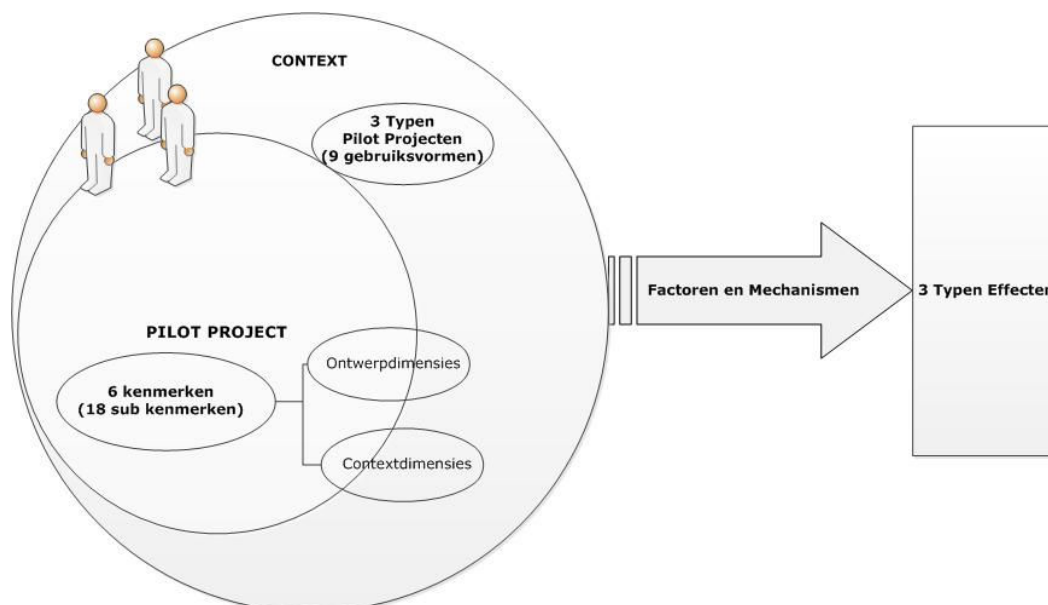 CONTEXT
3 Typen
Pilot Projecten
(9 gebruiksvormen)
PILOT PROJECT
6 kenmerken
(18 sub kenmerken)
Ontwerpdimensies
Contextdimensies
Factoren en Mechanismen
3 Typen Effecten